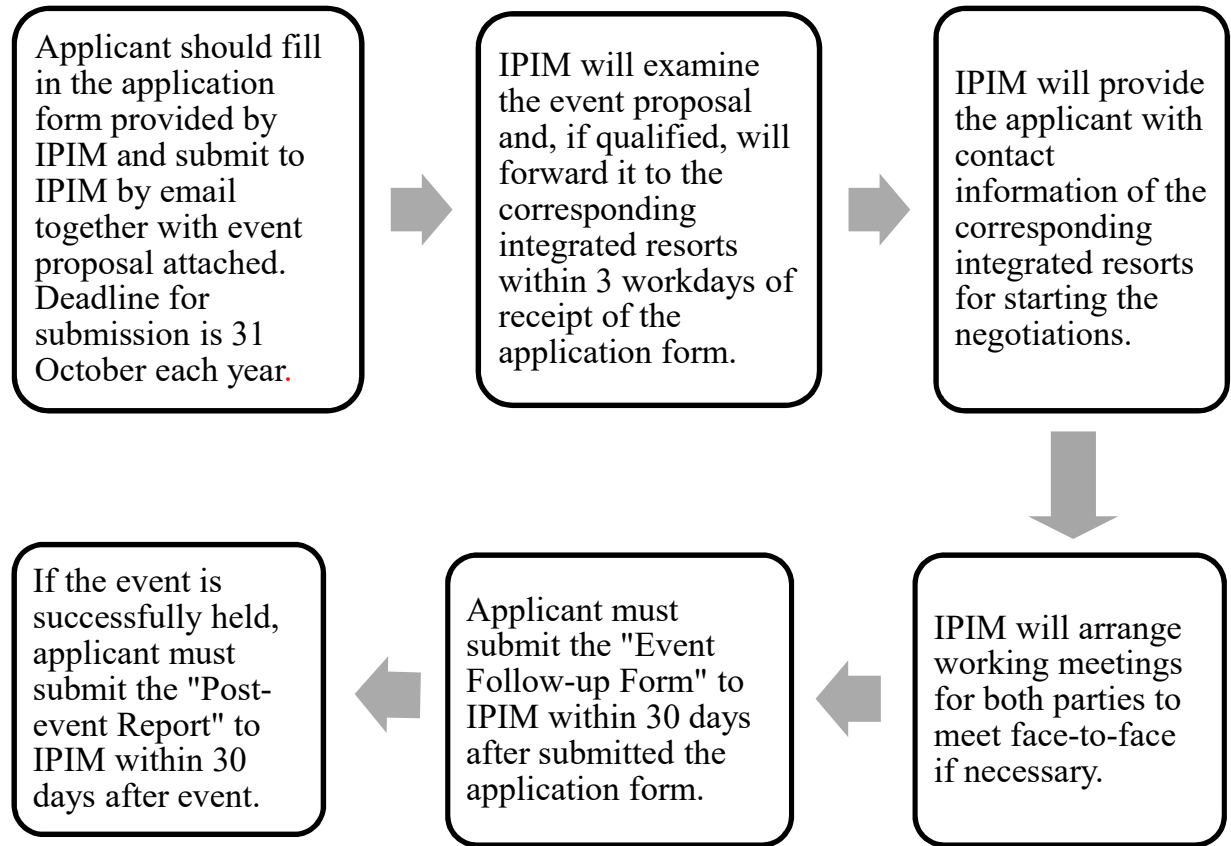 Applicant should fill
in the application
form provided by
IPIM and submit to
IPIM by email
together with event
proposal attached.
Deadline for
submission is 31
October each year.
IPIM will examine
the event proposal
and, if qualified, will
forward it to the
corresponding
integrated resorts
within 3 workdays of
receipt of the
application form.
IPIM will provide
the applicant with
contact
information of the
corresponding
integrated resorts
for starting the
negotiations.
IPIM will arrange
working meetings
for both parties to
meet face-to-face
if necessary.
Applicant must
submit the "Event
Follow-up Form" to
IPIM within 30 days
after submitted the
application form.
If the event is
successfully held,
applicant must
submit the "Post-
event Report" to
IPIM within 30
days after event.